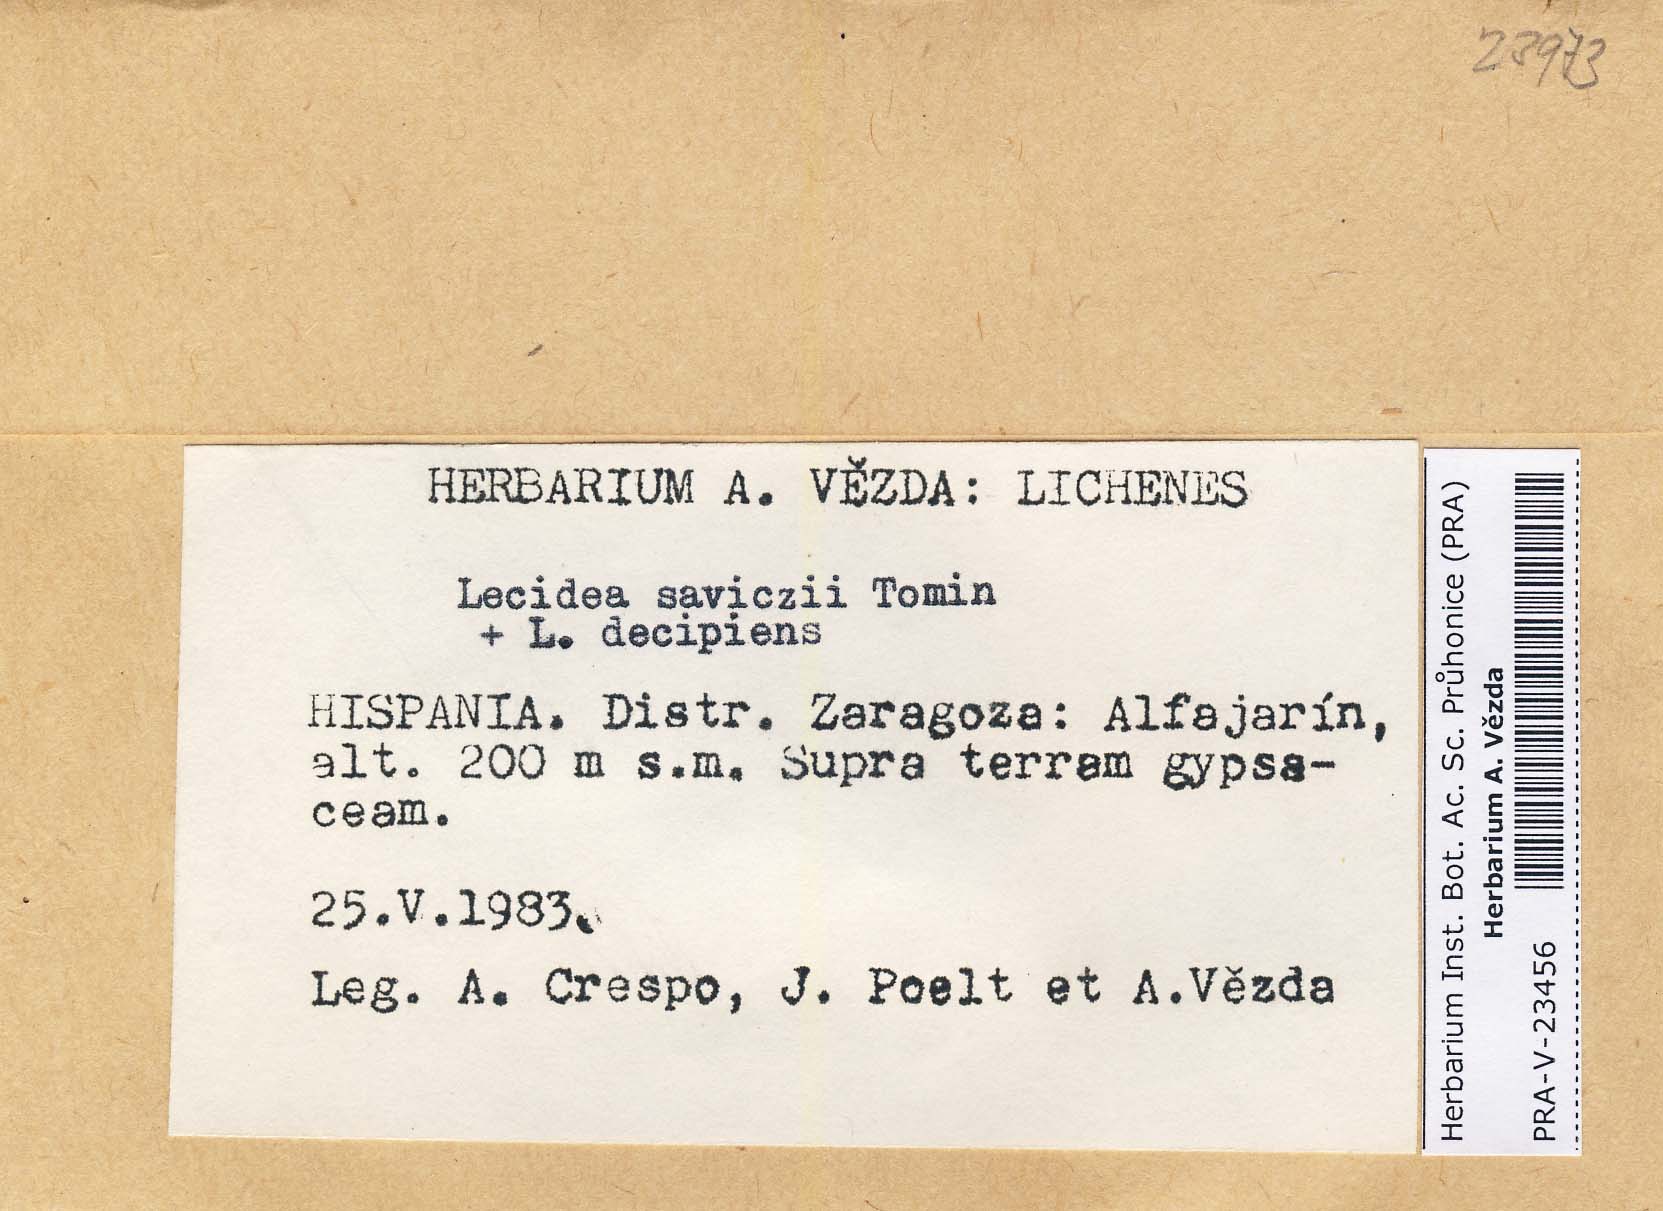 23973
HERBARIUM A. VĚZDA: LICHENES
Lecidea saviczii Tomin
+ L. decipiens
HISPANIA. Distr. Zaragoza: Alfajarín,
alt. 200 m s.m. Supra terram gypsa-
ceam.
25.V.1983.
Leg. A. Crespo, J. Poelt et A.Vězda
Herbarium Inst. Bot. Ac. Sc. Průhonice (PRA)
Herbarium A. Vězda
PRA-V-23456